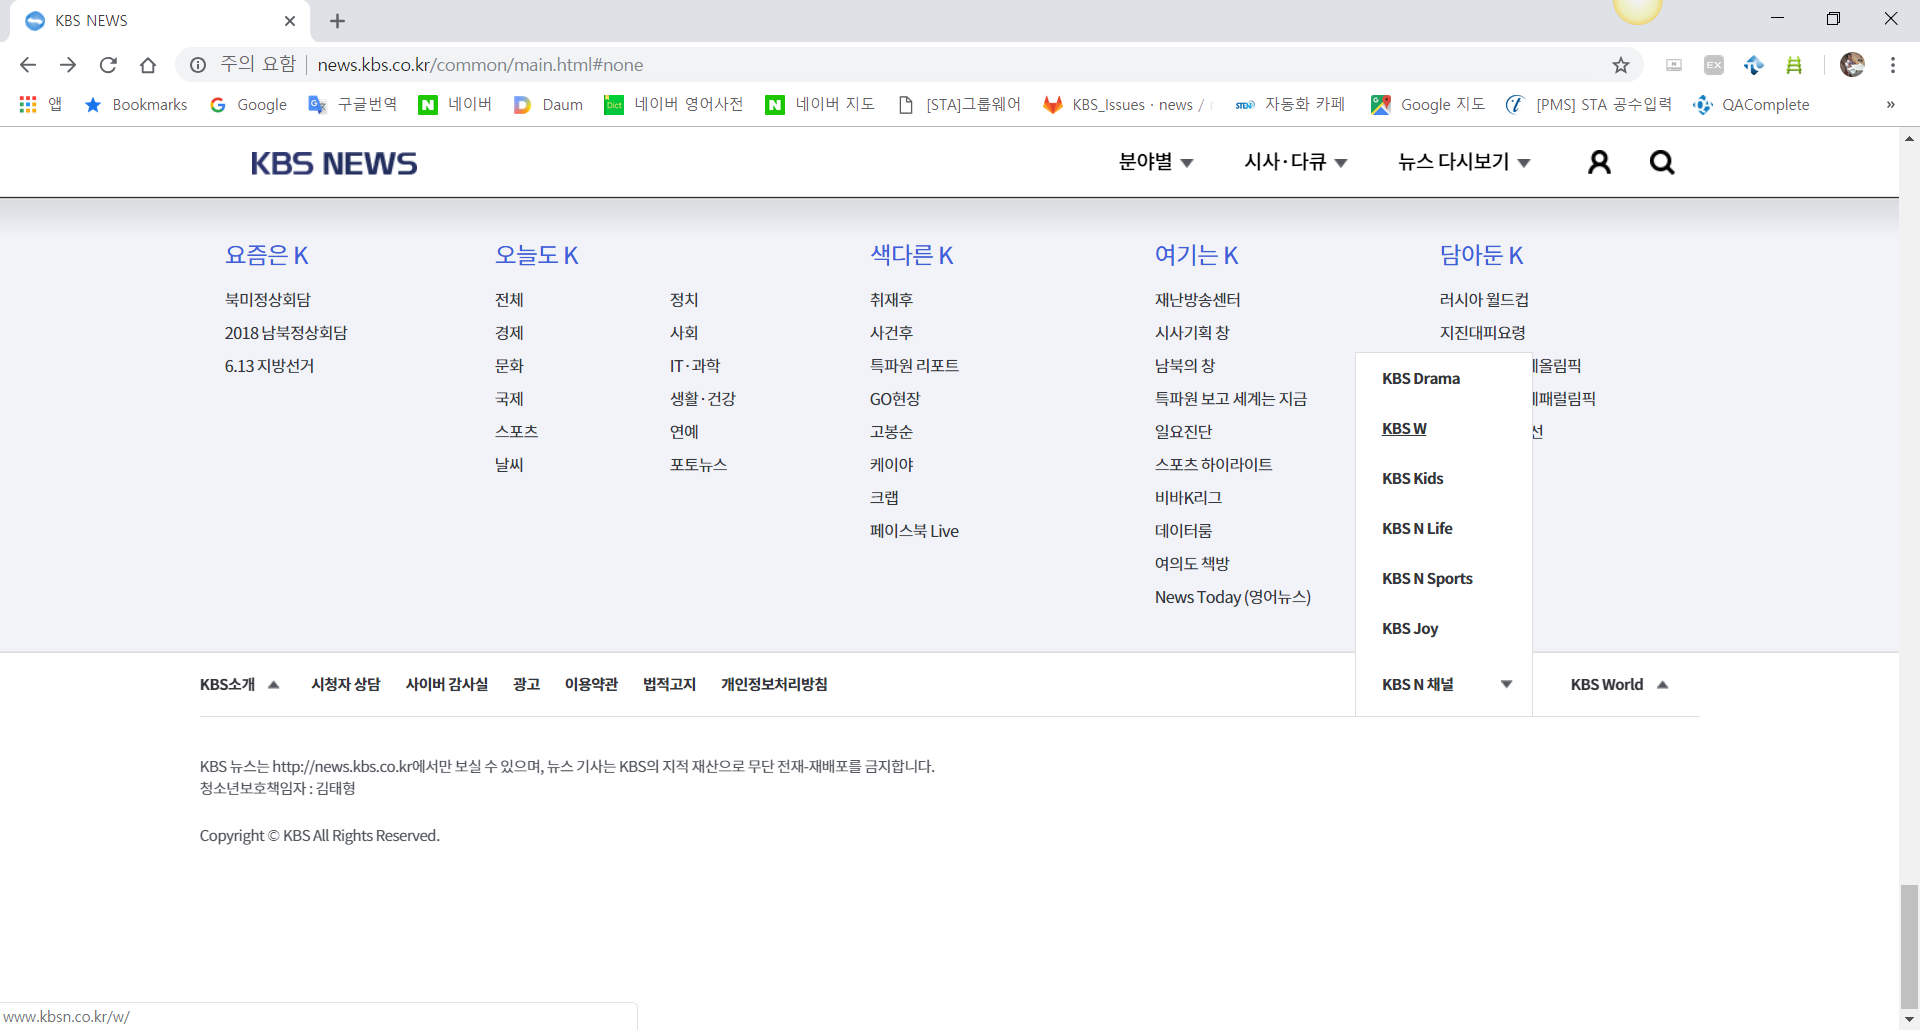 KBS NEWS
주의 요함 news.kbs.co.kr/common/main.html#none
앱 Bookmarks Google 구글번역 네이버 Daum 네이버 영어사전 네이버 지도 [STA]그룹웨어 KBS_Issues · news / 자동화 카페 Google 지도 [PMS] STA 공수입력 QAComplete »
KBS NEWS 분야별 시사·다큐 뉴스 다시보기
요즘은 K
북미정상회담
2018 남북정상회담
6.13 지방선거
오늘도 K
전체 정치
경제 사회
문화 IT·과학
국제 생활·건강
스포츠 연예
날씨 포토뉴스
색다른 K
취재후
사건후
특파원 리포트
GO현장
고봉순
케이야
크랩
페이스북 Live
여기는 K
재난방송센터
시사기획 창
남북의 창
특파원 보고 세계는 지금
일요진단
스포츠 하이라이트
비바K리그
데이터룸
여의도 책방
News Today (영어뉴스)
담아둔 K
러시아 월드컵
지진대피요령
올림픽
패럴림픽
선
KBS Drama
KBS W
KBS Kids
KBS N Life
KBS N Sports
KBS Joy
KBS소개 시청자 상담 사이버 감사실 광고 이용약관 법적고지 개인정보처리방침 KBS N 채널 KBS World
KBS 뉴스는 http://news.kbs.co.kr에서만 보실 수 있으며, 뉴스 기사는 KBS의 지적 재산으로 무단 전재-재배포를 금지합니다.
청소년보호책임자 : 김태형
Copyright © KBS All Rights Reserved.
www.kbsn.co.kr/w/